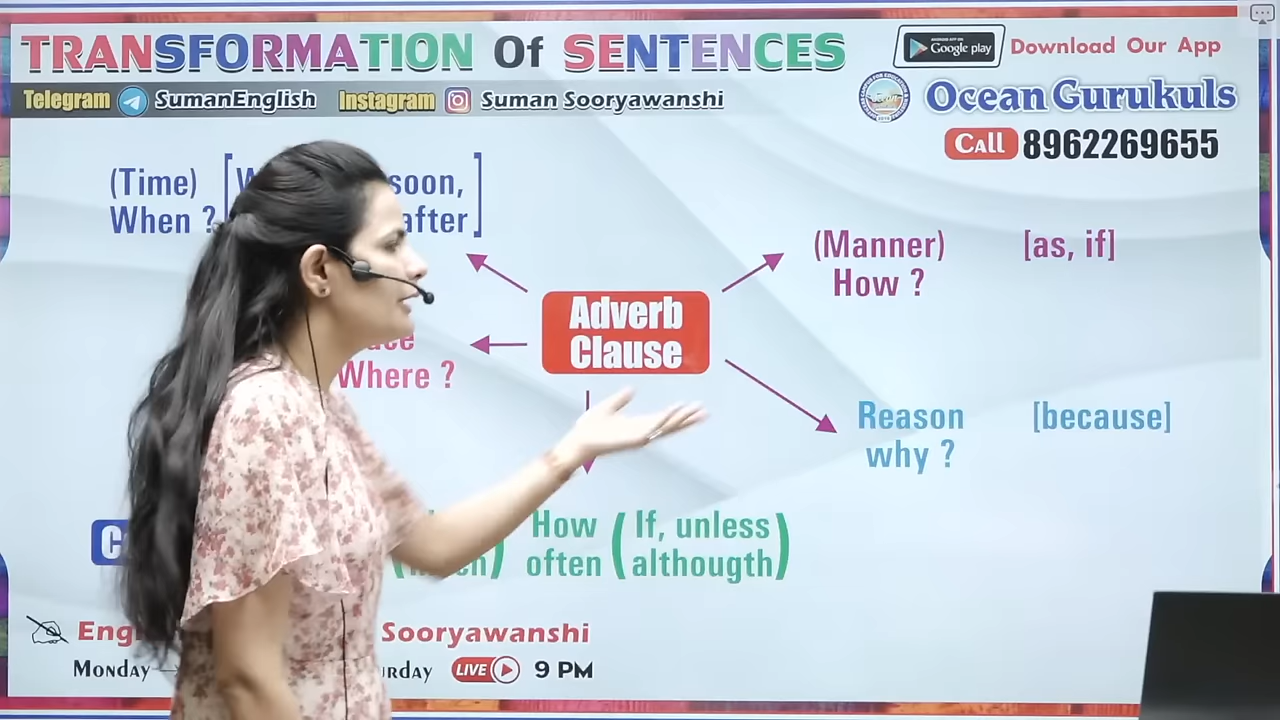 TRANSFORMATION Of SENTENCES
Google play
Download Our App
Telegram SumanEnglish Instagram Suman Sooryawanshi
Ocean Gurukuls
Call 8962269655
(Time) [ soon,
When ? after ]
(Manner) [as, if]
How ?
Adverb
Clause
Where ?
Reason [because]
why ?
How (If, unless
often althougth)
Sooryawanshi
Monday
LIVE 9 PM